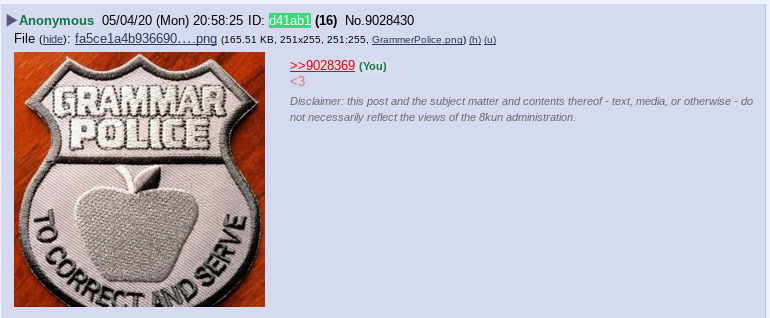 ▶Anonymous 05/04/20 (Mon) 20:58:25 ID: d41ab1 (16) No.9028430
File (hide): fa5ce1a4b936690….png (165.51 KB, 251x255, 251:255, GrammerPolice.png) (h) (u)
>>9028369 (You)
<3
Disclaimer: this post and the subject matter and contents thereof - text, media, or otherwise - do
not necessarily reflect the views of the 8kun administration.
GRAMMAR
POLICE
TO CORRECT AND SERVE